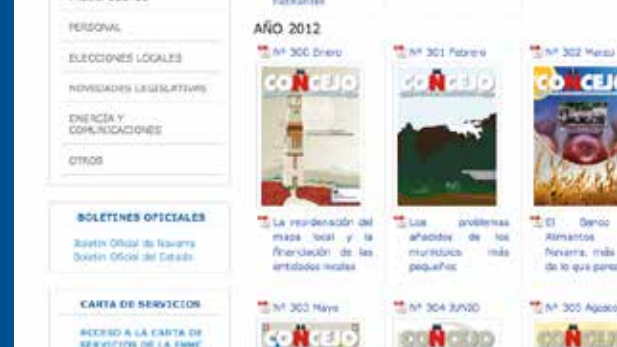 habitantes
PERSONAL
ELECCIONES LOCALES
NOVEDADES LEGISLATIVAS
ENERGÍA Y
COMUNICACIONES
OTROS
BOLETINES OFICIALES
Boletín Oficial de Navarra
Boletín Oficial del Estado
CARTA DE SERVICIOS
ACCESO A LA CARTA DE
SERVICIOS DE LA FNMC
AÑO 2012
Nº 300 Enero
CONCEJO
La reordenación del
mapa local y la
financiación de las
entidades locales
Nº 301 Febrero
CONCEJO
Los problemas
añadidos de los
municipios más
pequeños
Nº 302 Marzo
CONCEJ
El Banco
Alimentos
Navarra, más
de lo que
Nº 303 Mayo
CONCEJO
Nº 304 JUNIO
CONCEJO
Nº 305 Agosto
CONCEJ